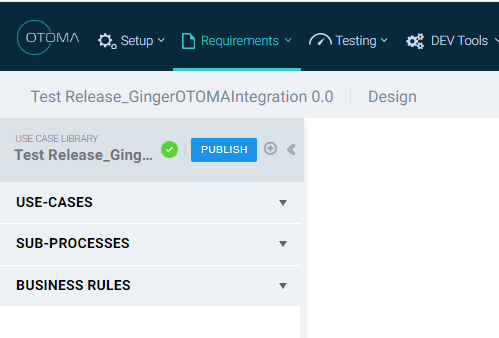 OTOMA Setup Requirements Testing DEV Tools
Test Release_GingerOTOMAIntegration 0.0 Design
USE CASE LIBRARY
Test Release_Ging... PUBLISH
USE-CASES
SUB-PROCESSES
BUSINESS RULES